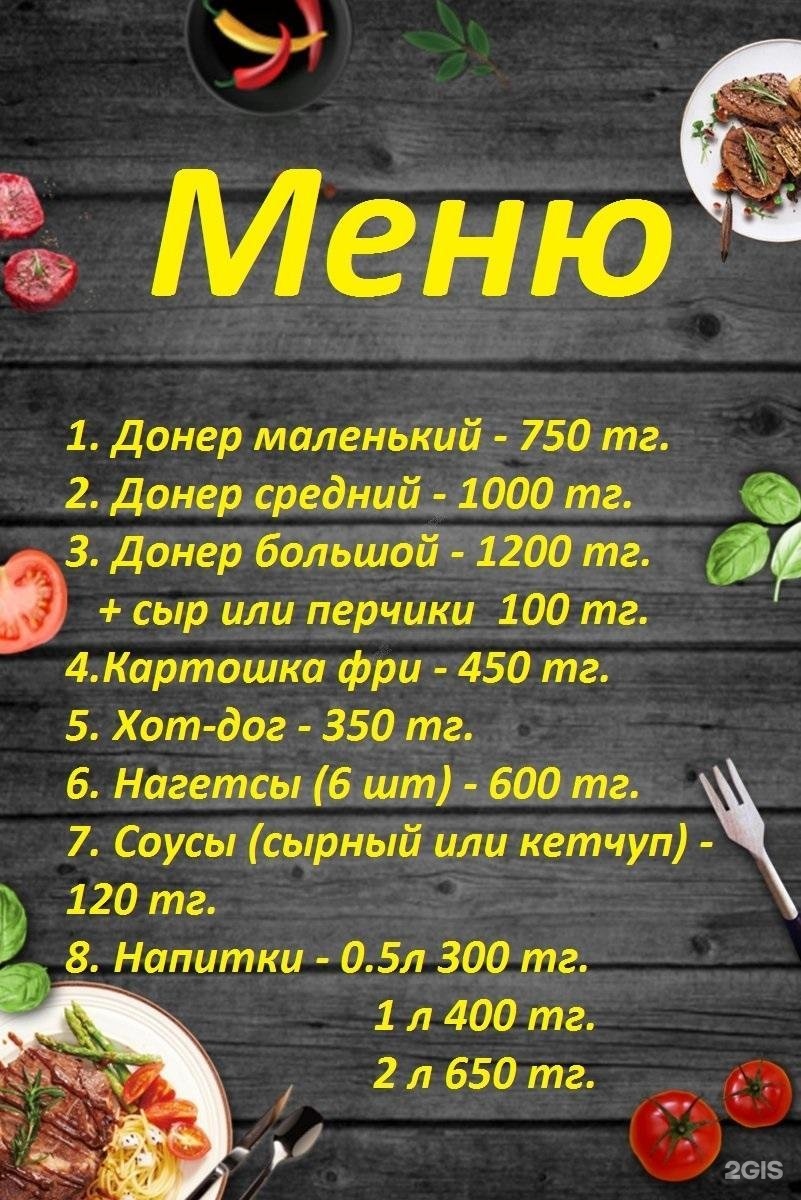 Меню
1. Донер маленький - 750 тг.
2. Донер средний - 1000 тг.
3. Донер большой - 1200 тг.
+ сыр или перчики 100 тг.
4.Картошка фри - 450 тг.
5. Хот-дог - 350 тг.
6. Нагетсы (6 шт) - 600 тг.
7. Соусы (сырный или кетчуп) -
120 тг.
8. Напитки - 0.5л 300 тг.
1 л 400 тг.
2 л 650 тг.
2GIS